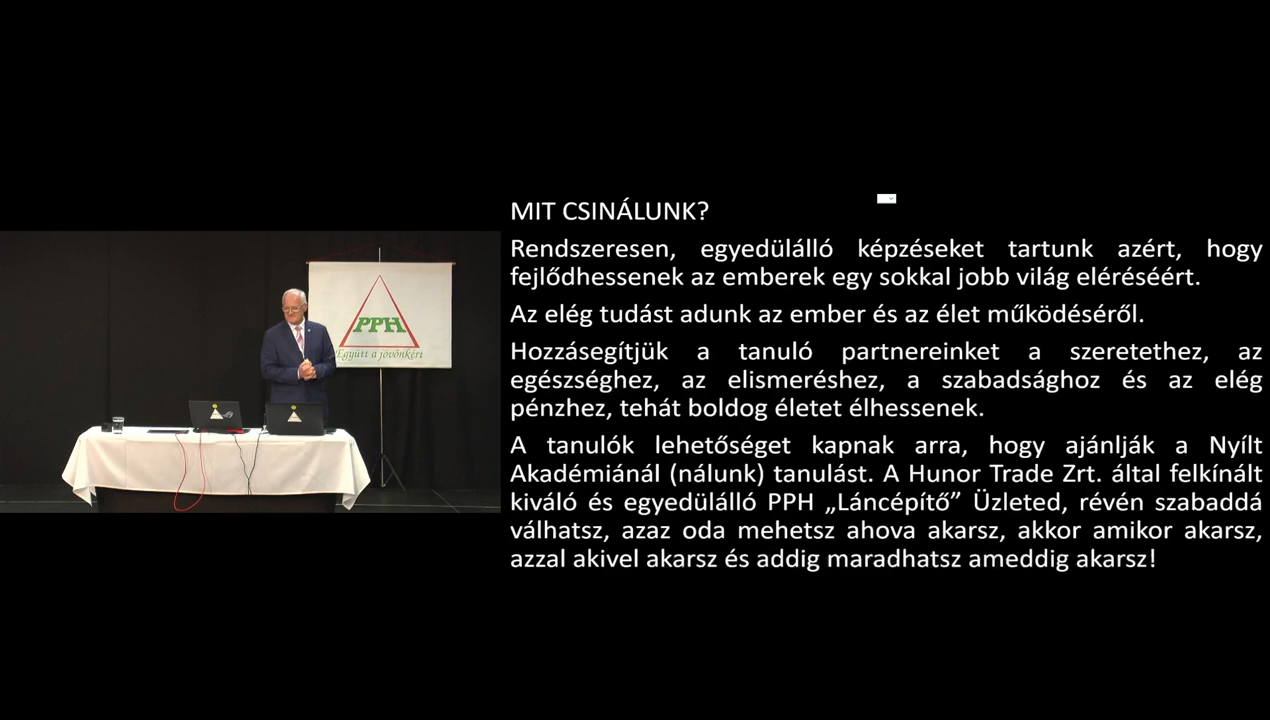 MIT CSINÁLUNK?
Rendszeresen, egyedülálló képzéseket tartunk azért, hogy
fejlődhessenek az emberek egy sokkal jobb világ eléréséért.
Az elég tudást adunk az ember és az élet működéséről.
Hozzásegítjük a tanuló partnereinket a szeretethez, az
egészséghez, az elismeréshez, a szabadsághoz és az elég
pénzhez, tehát boldog életet élhessenek.
A tanulók lehetőséget kapnak arra, hogy ajánlják a Nyílt
Akadémiánál (nálunk) tanulást. A Hunor Trade Zrt. által felkínált
kiváló és egyedülálló PPH „Láncépítő” Üzleted, révén szabaddá
válhatsz, azaz oda mehetsz ahova akarsz, akkor amikor akarsz,
azzal akivel akarsz és addig maradhatsz ameddig akarsz!
PPH
Együtt a jövőnkért